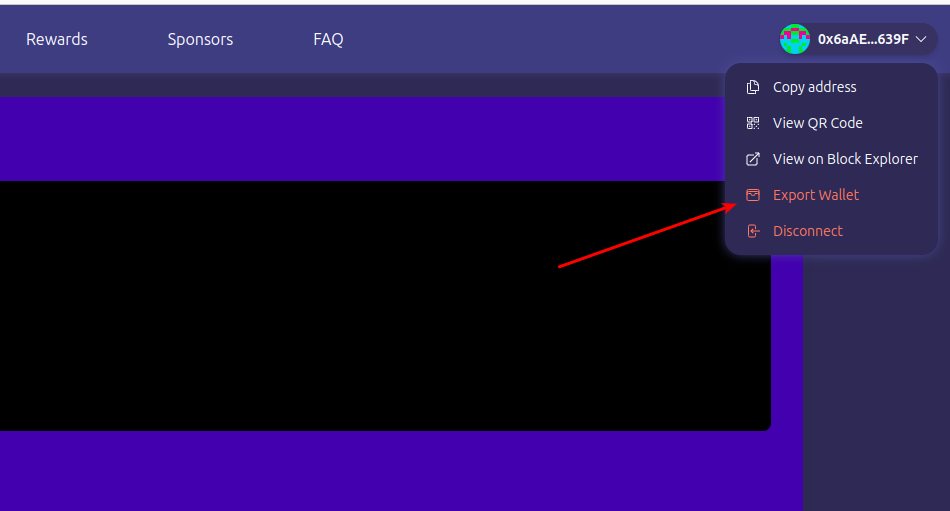 Rewards Sponsors FAQ 0x6aAE...639F
Copy address
View QR Code
View on Block Explorer
Export Wallet
Disconnect